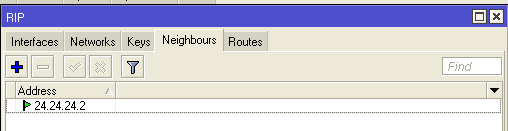 RIP
Interfaces Networks Keys Neighbours Routes
Find
Address
24.24.24.2